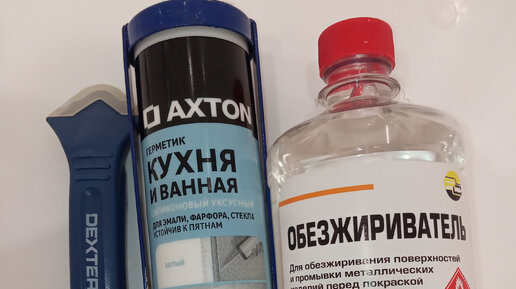 DEXTER
AXTON
ГЕРМЕТИК
КУХНЯ
И ВАННАЯ
СИЛИКОНОВЫЙ УКСУСНЫЙ
ДЛЯ ЭМАЛИ, ФАРФОРА, СТЕКЛА
УСТОЙЧИВ К ПЯТНАМ
БЕЛЫЙ
ОБЕЗЖИРИВАТЕЛЬ
Для обезжиривания поверхностей
и промывки металлических
изделий перед покраской